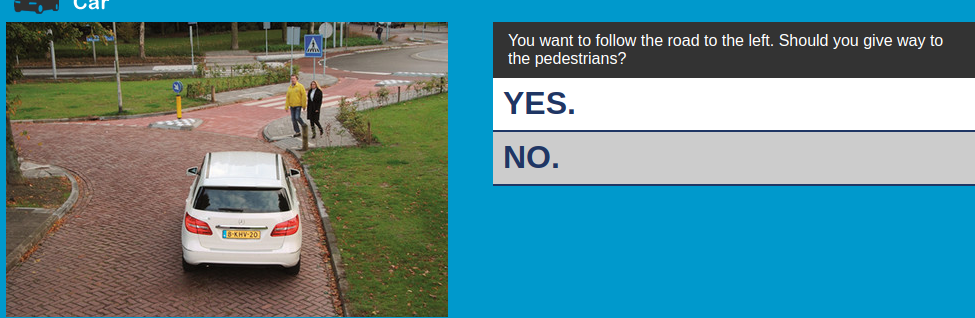 Car
You want to follow the road to the left. Should you give way to
the pedestrians?
YES.
NO.
8-KHV-20